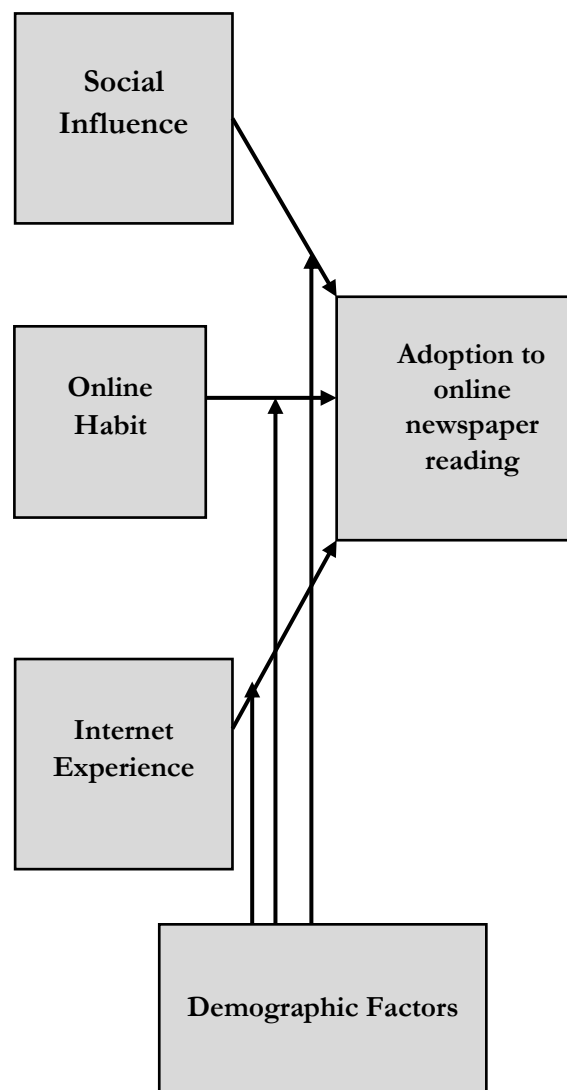 Social
Influence
Online
Habit
Adoption to
online
newspaper
reading
Internet
Experience
Demographic Factors